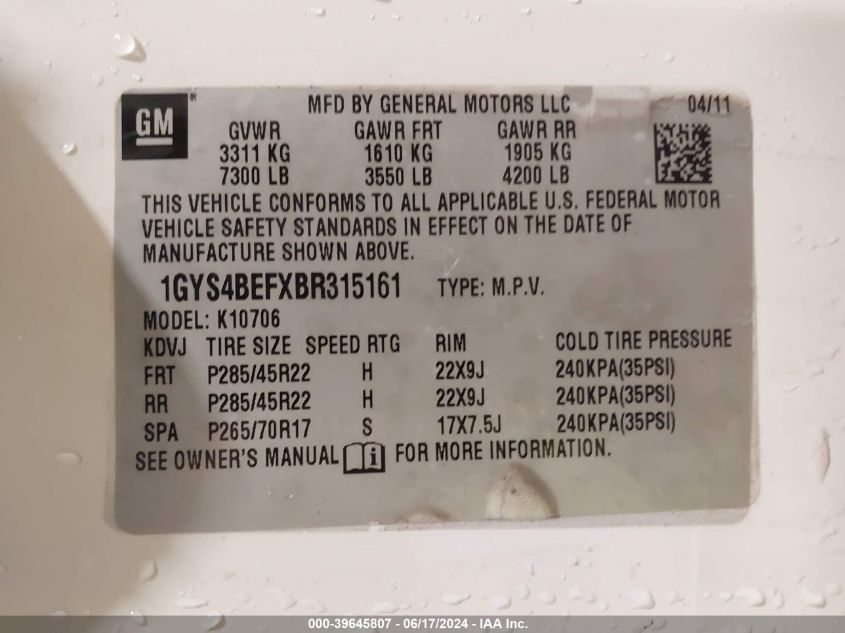 GM ®
MFD BY GENERAL MOTORS LLC 04/11
GVWR GAWR FRT GAWR RR
3311 KG 1610 KG 1905 KG
7300 LB 3550 LB 4200 LB
THIS VEHICLE CONFORMS TO ALL APPLICABLE U.S. FEDERAL MOTOR
VEHICLE SAFETY STANDARDS IN EFFECT ON THE DATE OF
MANUFACTURE SHOWN ABOVE.
1GYS4BEFXBR315161 TYPE: M.P.V.
MODEL: K10706
KDVJ TIRE SIZE SPEED RTG RIM COLD TIRE PRESSURE
FRT P285/45R22 H 22X9J 240KPA(35PSI)
RR P285/45R22 H 22X9J 240KPA(35PSI)
SPA P265/70R17 S 17X7.5J 240KPA(35PSI)
SEE OWNER'S MANUAL i FOR MORE INFORMATION.
000-39645807 - 06/17/2024 - IAA Inc.